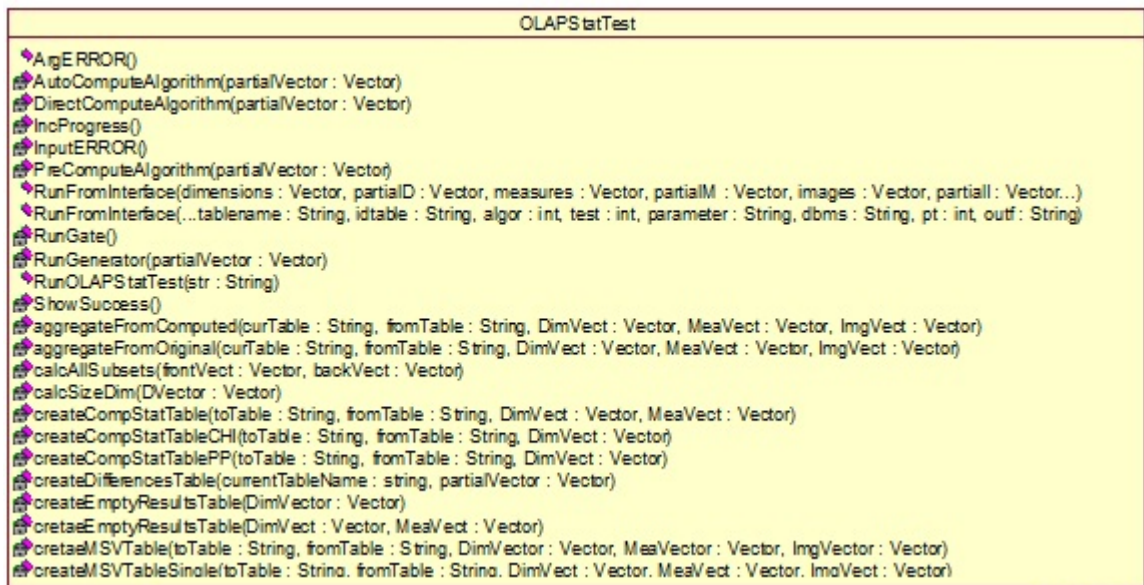 OLAPStatTest
ArgERROR()
AutoComputeAlgorithm(partialVector : Vector)
DirectComputeAlgorithm(partialVector : Vector)
IncProgress()
InputERROR()
PreComputeAlgorithm(partialVector : Vector)
RunFromInterface(dimensions : Vector, partialD : Vector, measures : Vector, partialM : Vector, images : Vector, partialI : Vector...)
RunFromInterface(...tablename : String, idtable : String, algor : int, test : int, parameter : String, dbms : String, pt : int, outf : String)
RunGate()
RunGenerator(partialVector : Vector)
RunOLAPStatTest(str : String)
ShowSuccess()
aggregateFromComputed(curTable : String, fromTable : String, DimVect : Vector, MeaVect : Vector, ImgVect : Vector)
aggregateFromOriginal(curTable : String, fromTable : String, DimVect : Vector, MeaVect : Vector, ImgVect : Vector)
calcAllSubsets(frontVect : Vector, backVect : Vector)
calcSizeDim(DVector : Vector)
createCompStatTable(toTable : String, fromTable : String, DimVect : Vector, MeaVect : Vector)
createCompStatTableCHI(toTable : String, fromTable : String, DimVect : Vector)
createCompStatTablePP(toTable : String, fromTable : String, DimVect : Vector)
createDifferencesTable(currentTableName : string, partialVector : Vector)
createEmptyResultsTable(DimVector : Vector)
cretaeEmptyResultsTable(DimVect : Vector, MeaVect : Vector)
cretaeMSVTable(toTable : String, fromTable : String, DimVector : Vector, MeaVector : Vector, ImgVector : Vector)
createMSVTableSingle(toTable : String, fromTable : String, DimVect : Vector, MeaVect : Vector, ImgVect : Vector)